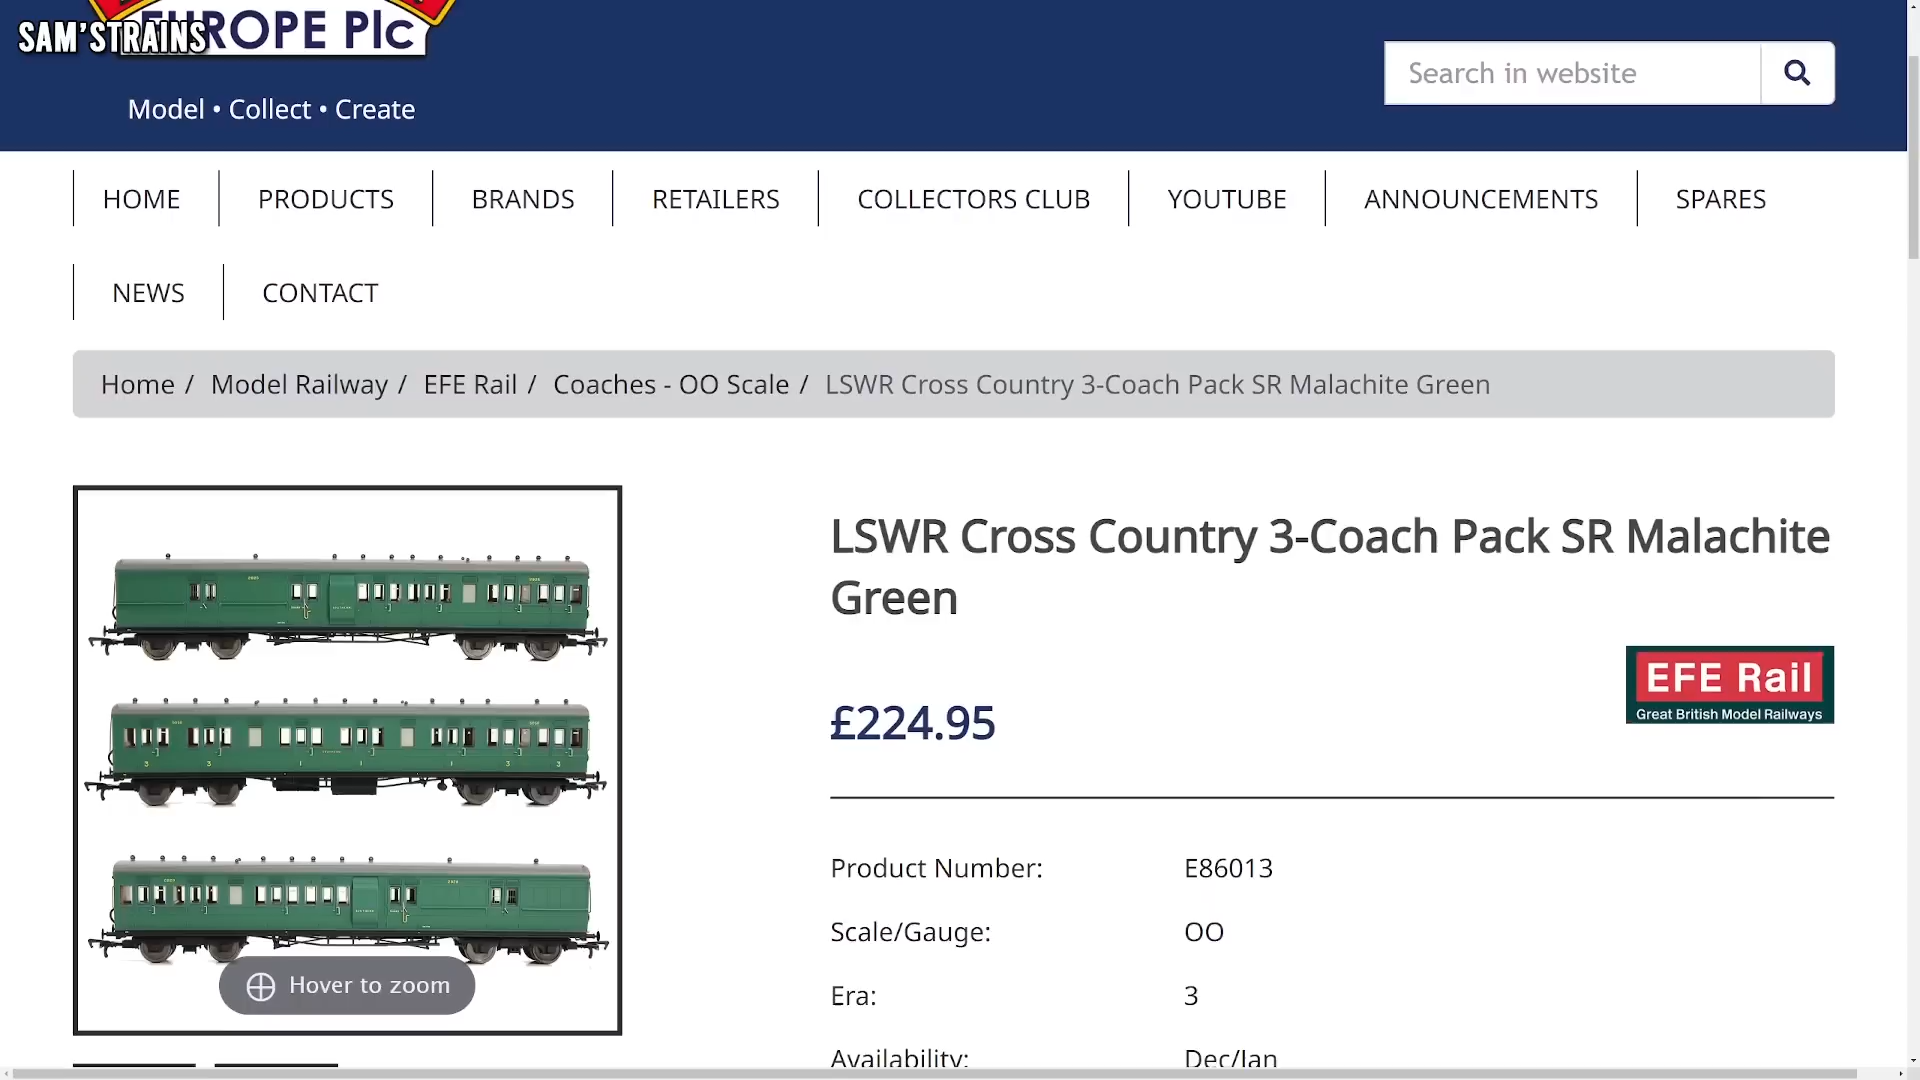 SAM'STRAINS
EUROPE Plc
Model • Collect • Create
Search in website
HOME
PRODUCTS
BRANDS
RETAILERS
COLLECTORS CLUB
YOUTUBE
ANNOUNCEMENTS
SPARES
NEWS
CONTACT
Home / Model Railway / EFE Rail / Coaches - OO Scale / LSWR Cross Country 3-Coach Pack SR Malachite Green
LSWR Cross Country 3-Coach Pack SR Malachite
Green
EFE Rail
Great British Model Railways
£224.95
Product Number: E86013
Scale/Gauge: OO
Era: 3
Availability: Dec/Jan
Hover to zoom